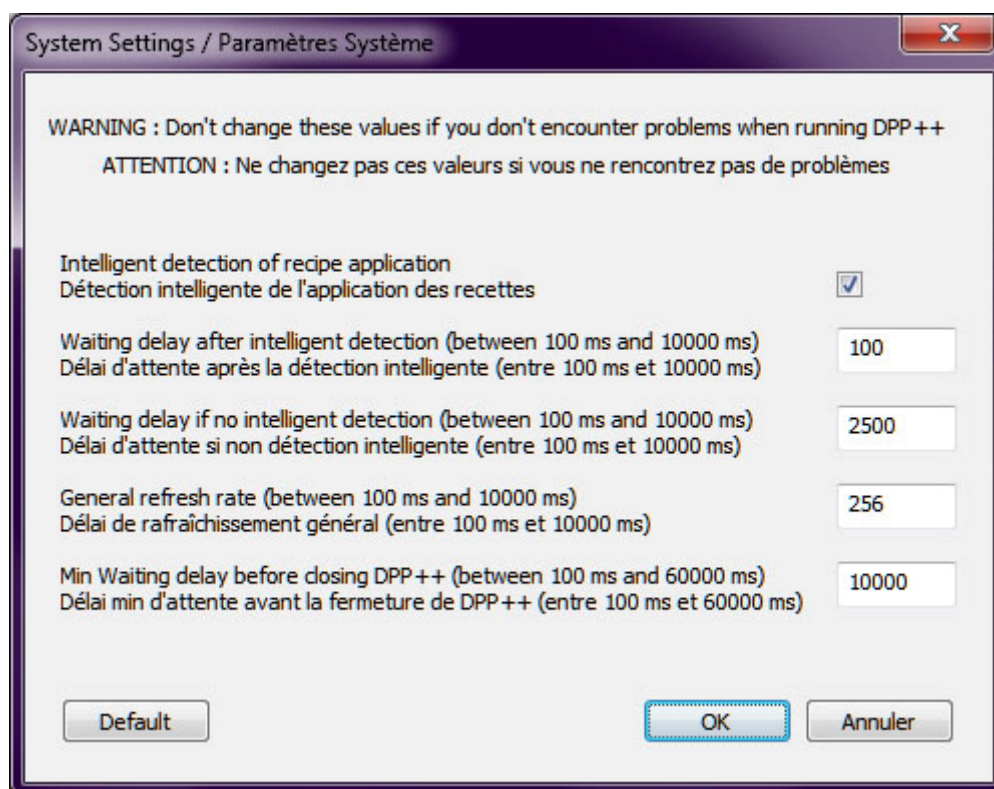 System Settings / Paramètres Système
WARNING : Don't change these values if you don't encounter problems when running DPP++
ATTENTION : Ne changez pas ces valeurs si vous ne rencontrez pas de problèmes
Intelligent detection of recipe application
Détection intelligente de l'application des recettes
Waiting delay after intelligent detection (between 100 ms and 10000 ms)
Délai d'attente après la détection intelligente (entre 100 ms et 10000 ms)
100
Waiting delay if no intelligent detection (between 100 ms and 10000 ms)
Délai d'attente si non détection intelligente (entre 100 ms et 10000 ms)
2500
General refresh rate (between 100 ms and 10000 ms)
Délai de rafraîchissement général (entre 100 ms et 10000 ms)
256
Min Waiting delay before closing DPP++ (between 100 ms and 60000 ms)
Délai min d'attente avant la fermeture de DPP++ (entre 100 ms et 60000 ms)
10000
Default
OK
Annuler